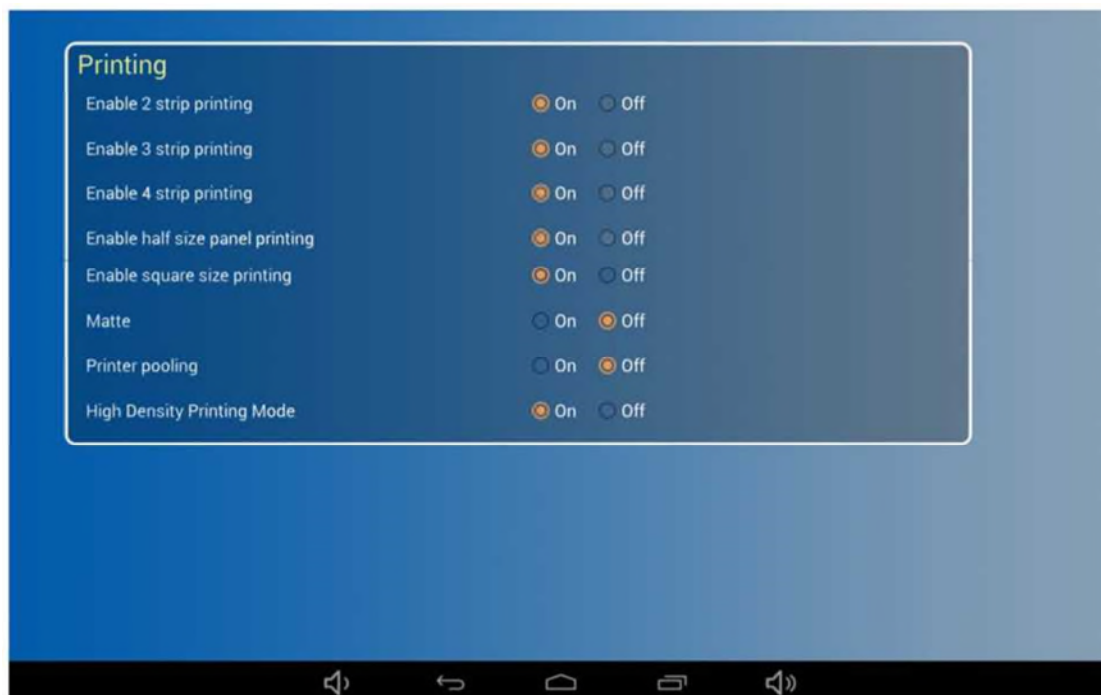 Printing
Enable 2 strip printing On Off
Enable 3 strip printing On Off
Enable 4 strip printing On Off
Enable half size panel printing On Off
Enable square size printing On Off
Matte On Off
Printer pooling On Off
High Density Printing Mode On Off